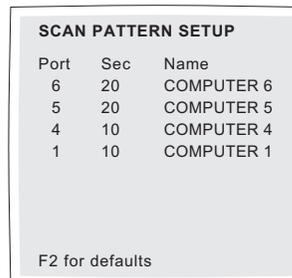 SCAN PATTERN SETUP
Port Sec Name
6 20 COMPUTER 6
5 20 COMPUTER 5
4 10 COMPUTER 4
1 10 COMPUTER 1
F2 for defaults